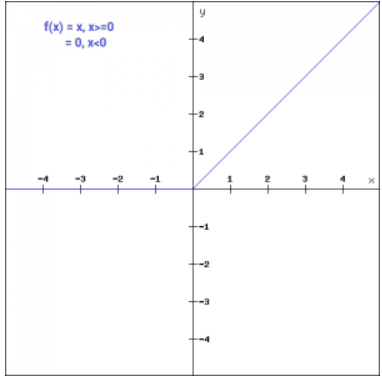 y
f(x) = x, x>=0
= 0, x<0
4
3
2
1
-4 -3 -2 -1 1 2 3 4 x
-1
-2
-3
-4